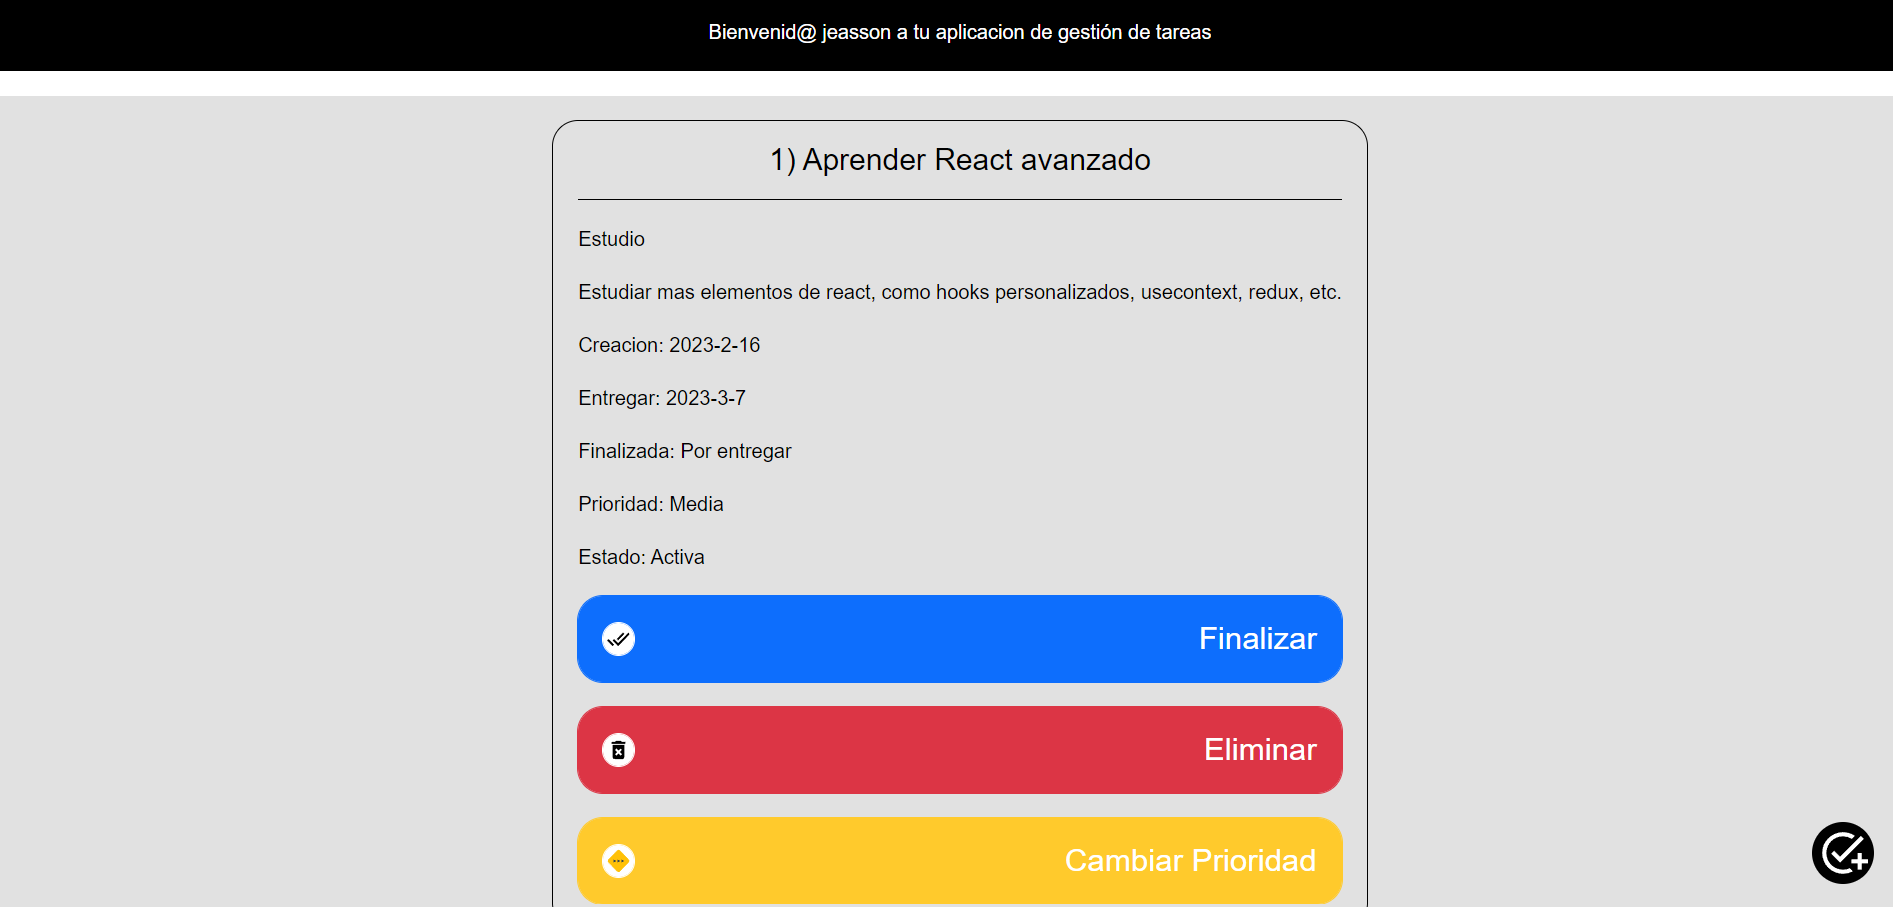 Bienvenid@ jeasson a tu aplicacion de gestión de tareas
1) Aprender React avanzado
Estudio
Estudiar mas elementos de react, como hooks personalizados, usecontext, redux, etc.
Creacion: 2023-2-16
Entregar: 2023-3-7
Finalizada: Por entregar
Prioridad: Media
Estado: Activa
Finalizar
Eliminar
Cambiar Prioridad